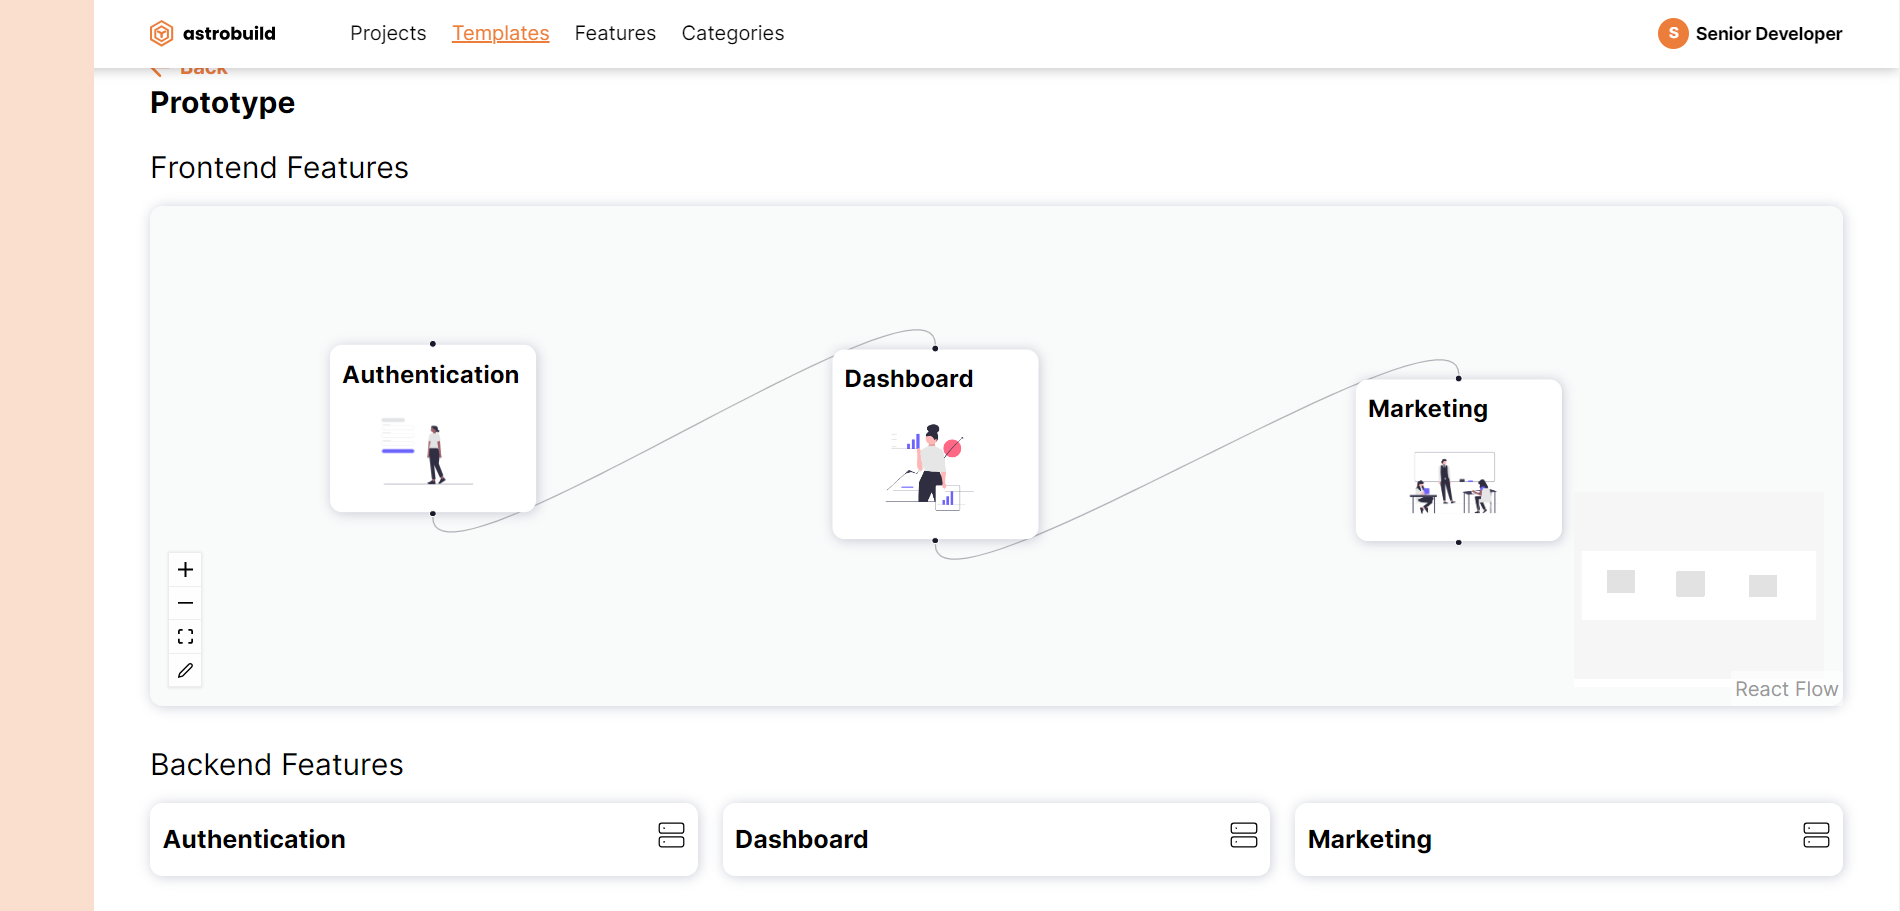 astrobuild Projects Templates Features Categories S Senior Developer
Back
Prototype
Frontend Features
Authentication
Dashboard
Marketing
React Flow
Backend Features
Authentication Dashboard Marketing